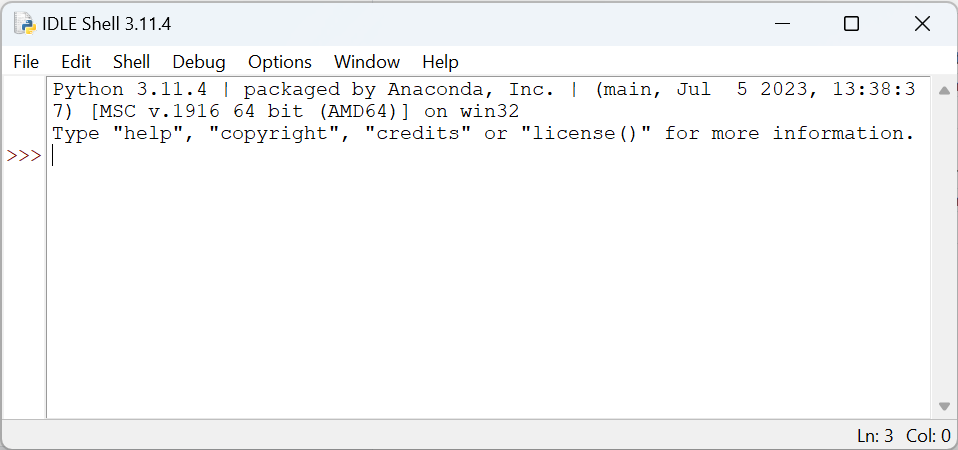 IDLE Shell 3.11.4
File Edit Shell Debug Options Window Help
Python 3.11.4 | packaged by Anaconda, Inc. | (main, Jul  5 2023, 13:38:3
7) [MSC v.1916 64 bit (AMD64)] on win32
Type "help", "copyright", "credits" or "license()" for more information.
>>>
Ln: 3 Col: 0